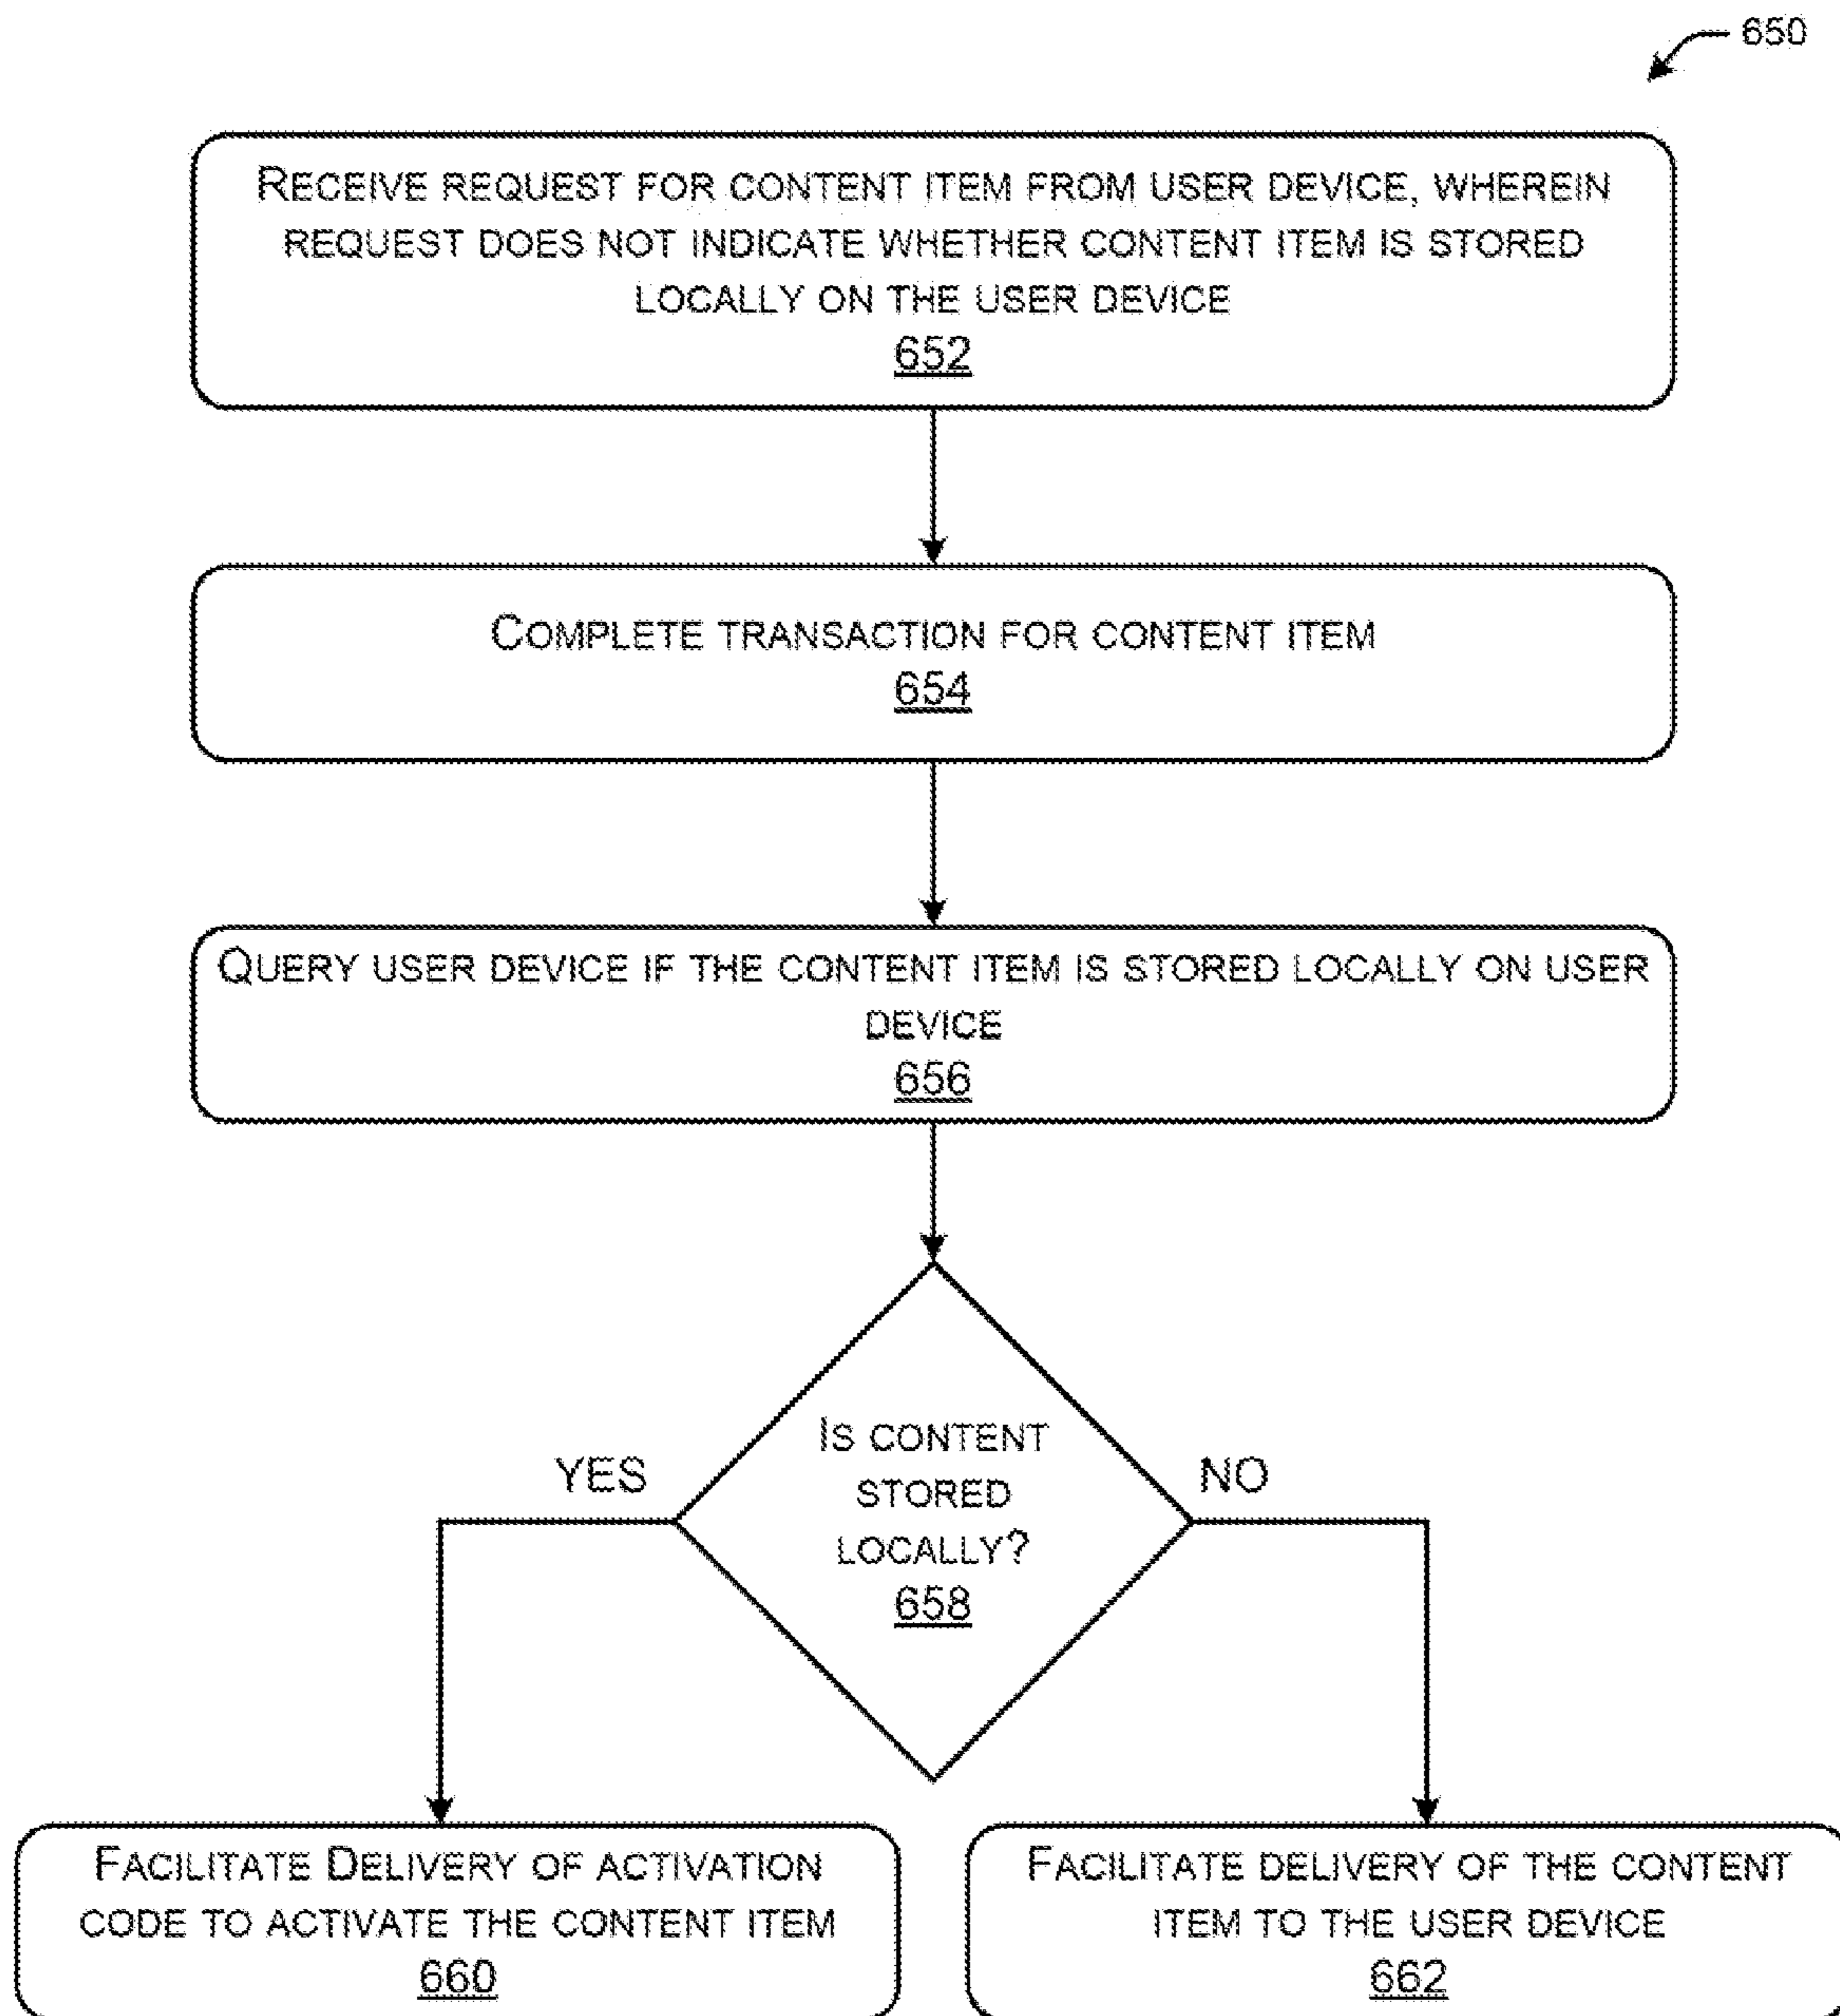 650
RECEIVE REQUEST FOR CONTENT ITEM FROM USER DEVICE, WHEREIN
REQUEST DOES NOT INDICATE WHETHER CONTENT ITEM IS STORED
LOCALLY ON THE USER DEVICE
652
COMPLETE TRANSACTION FOR CONTENT ITEM
654
QUERY USER DEVICE IF THE CONTENT ITEM IS STORED LOCALLY ON USER
DEVICE
656
IS CONTENT
STORED
LOCALLY?
658
YES
NO
FACILITATE DELIVERY OF ACTIVATION
CODE TO ACTIVATE THE CONTENT ITEM
660
FACILITATE DELIVERY OF THE CONTENT
ITEM TO THE USER DEVICE
662